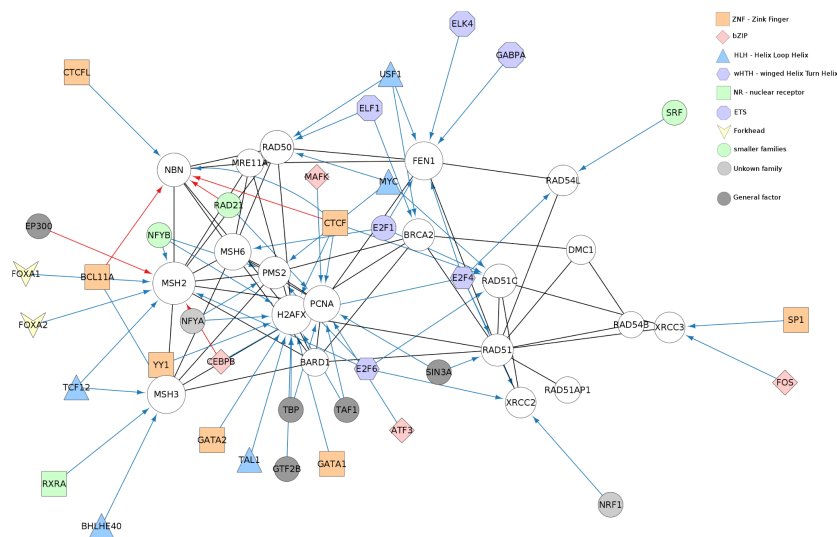 ELK4
ZNF - Zink Finger
bZIP
GABPA
HLH - Helix Loop Helix
CTCFL
USF1
wHTH - winged Helix Turn Helix
NR - nuclear receptor
ELF1
SRF
ETS
Forkhead
RAD50
smaller families
NBN
MRE11A
FEN1
Unkown family
MAFK
MYC
RAD54L
General factor
RAD21
EP300
CTCF
E2F1
NFYB
BRCA2
MSH6
DMC1
FOXA1
BCL11A
MSH2
PMS2
E2F4
RAD51C
PCNA
H2AFX
FOXA2
NFYA
RAD54B
XRCC3
SP1
YY1
CEBPB
BARD1
E2F6
SIN3A
RAD51
TCF12
MSH3
RAD51AP1
FOS
XRCC2
TBP
TAF1
GATA2
ATF3
TAL1
GTF2B
GATA1
RXRA
NRF1
BHLHE40